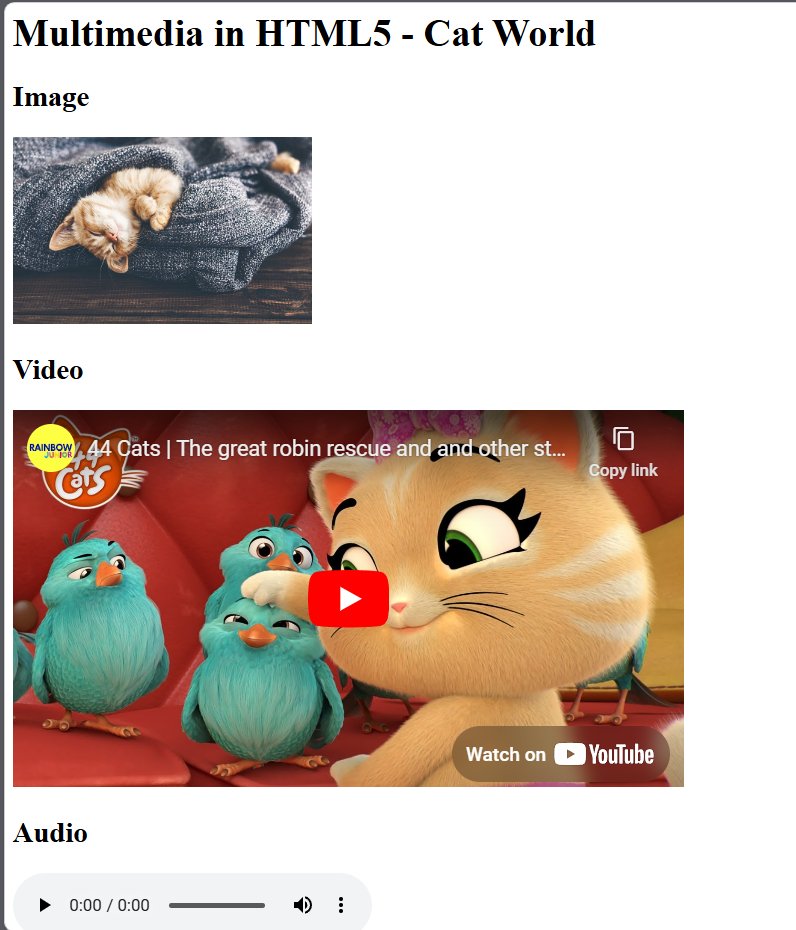 Multimedia in HTML5 - Cat World
Image
Video
RAINBOW
JUNIOR
44 Cats | The great robin rescue and and other st...
44
CATS
Copy link
Watch on YouTube
Audio
0:00 / 0:00